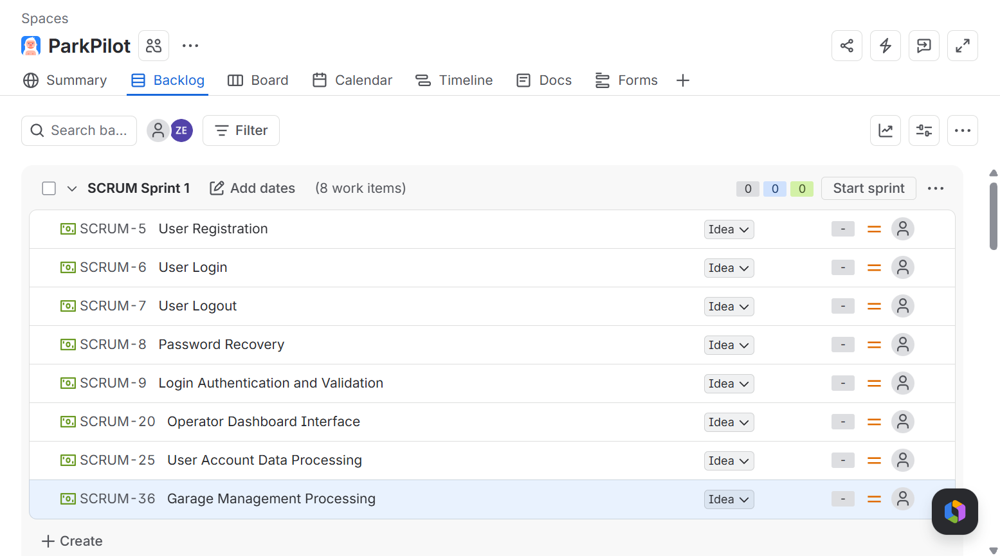 Spaces
ParkPilot
Summary Backlog Board Calendar Timeline Docs Forms
Search ba... ZE Filter
SCRUM Sprint 1 Add dates (8 work items) 0 0 0 Start sprint
SCRUM-5 User Registration Idea -
SCRUM-6 User Login Idea -
SCRUM-7 User Logout Idea -
SCRUM-8 Password Recovery Idea -
SCRUM-9 Login Authentication and Validation Idea -
SCRUM-20 Operator Dashboard Interface Idea -
SCRUM-25 User Account Data Processing Idea -
SCRUM-36 Garage Management Processing Idea -
Create